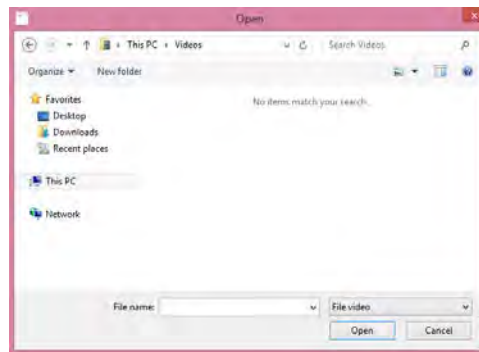 Open
This PC › Videos
Search Videos
Organize
New folder
No items match your search.
Favorites
Desktop
Downloads
Recent places
This PC
Network
File name:
File video
Open
Cancel